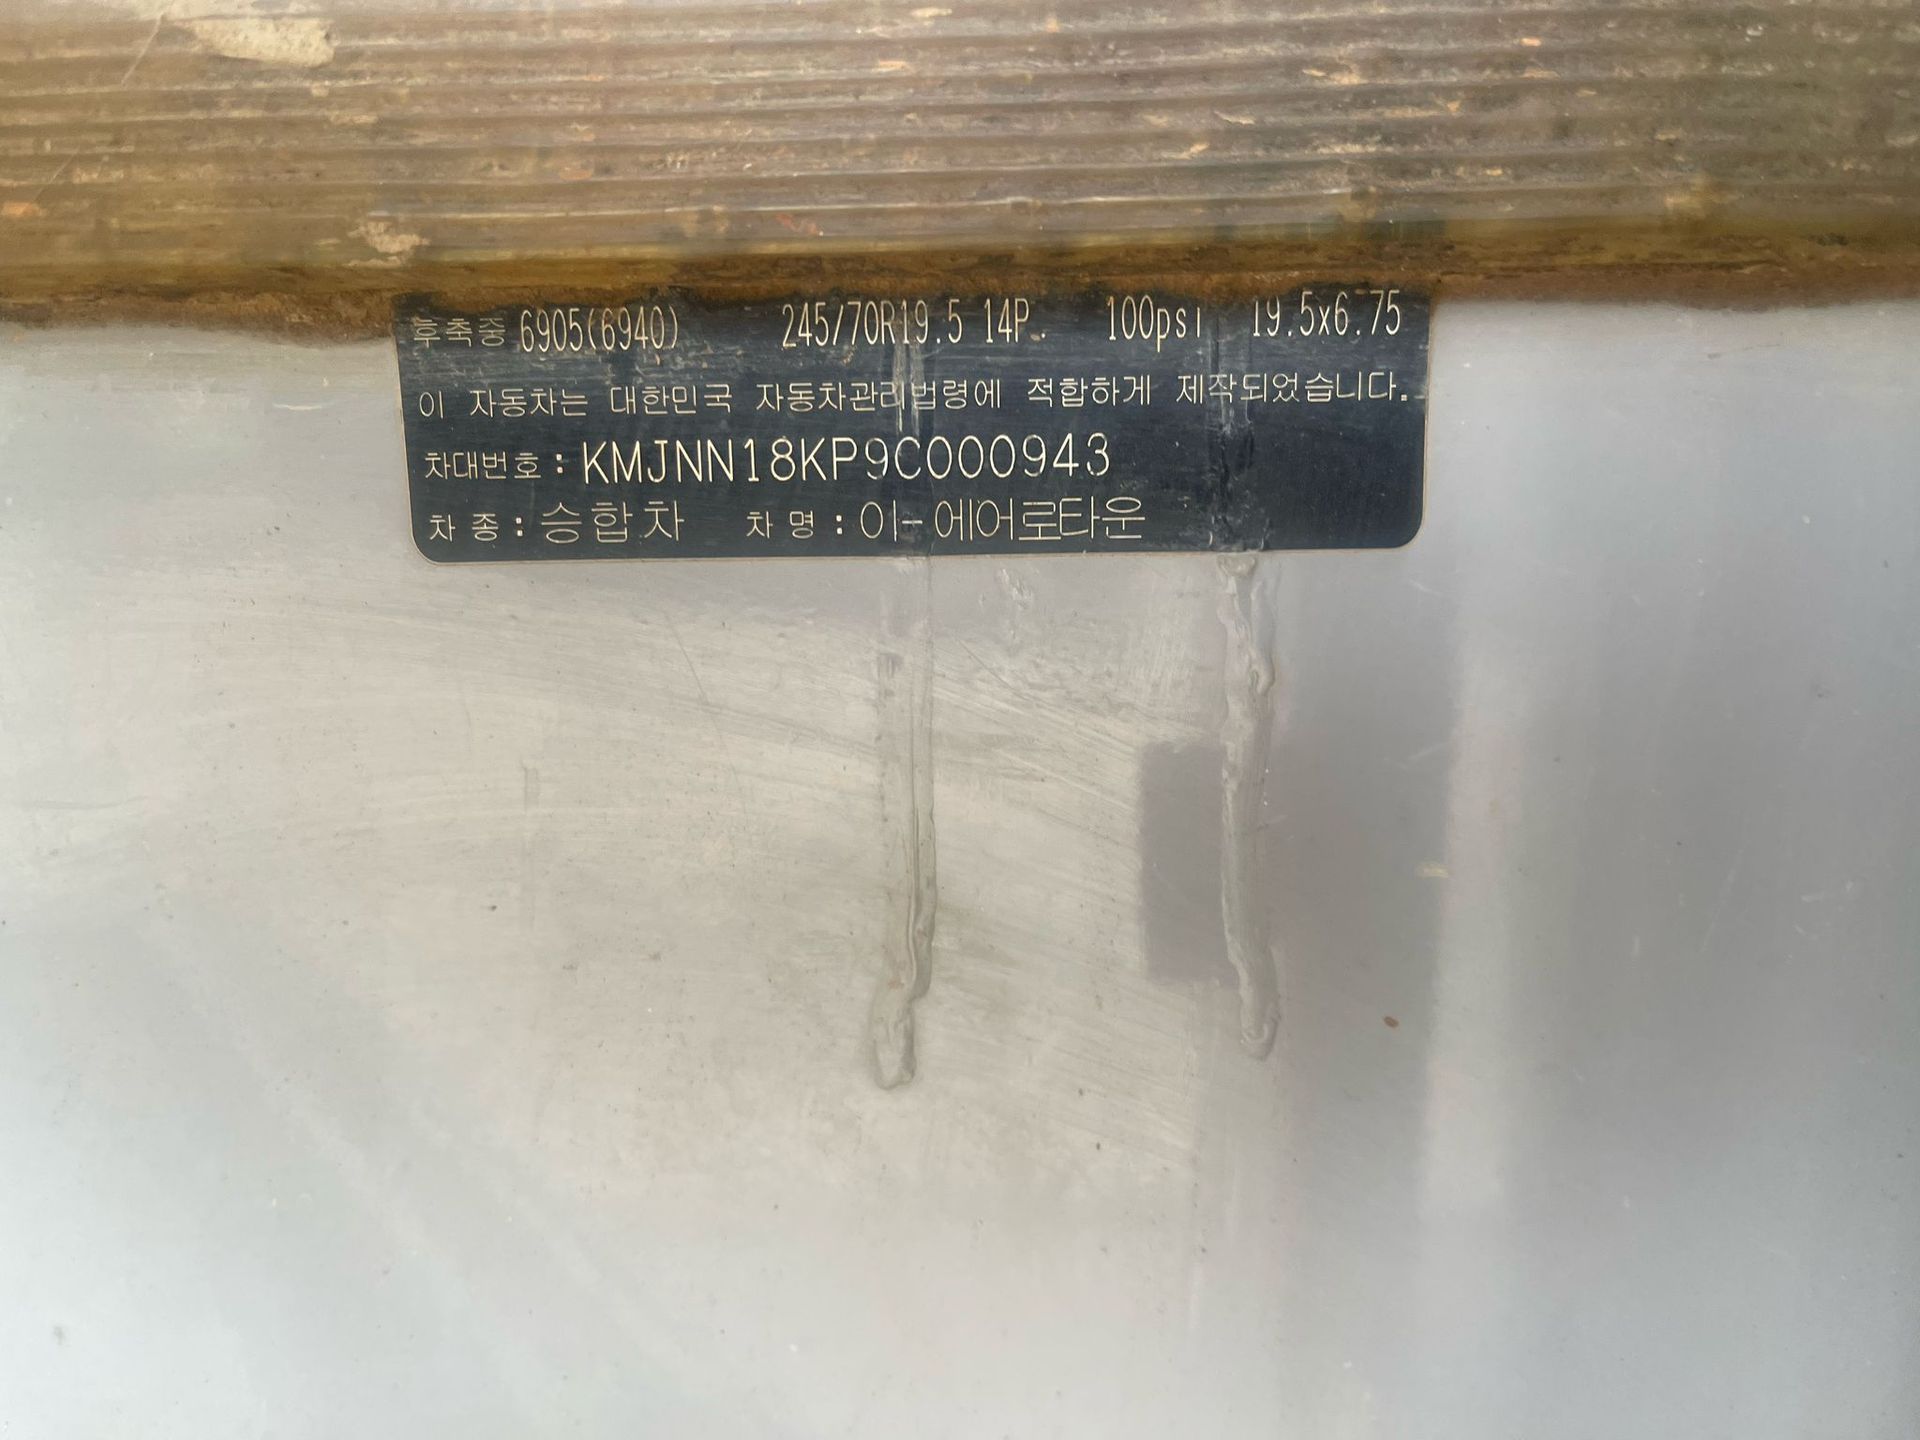 후축중 6905(6940) 245/70R19.5 14P. 100psi 19.5x6.75
이 자동차는 대한민국 자동차관리법령에 적합하게 제작되었습니다.
차대번호 : KMJNN18KP9C000943
차 종 : 승합차 차 명 : 이-에어로타운